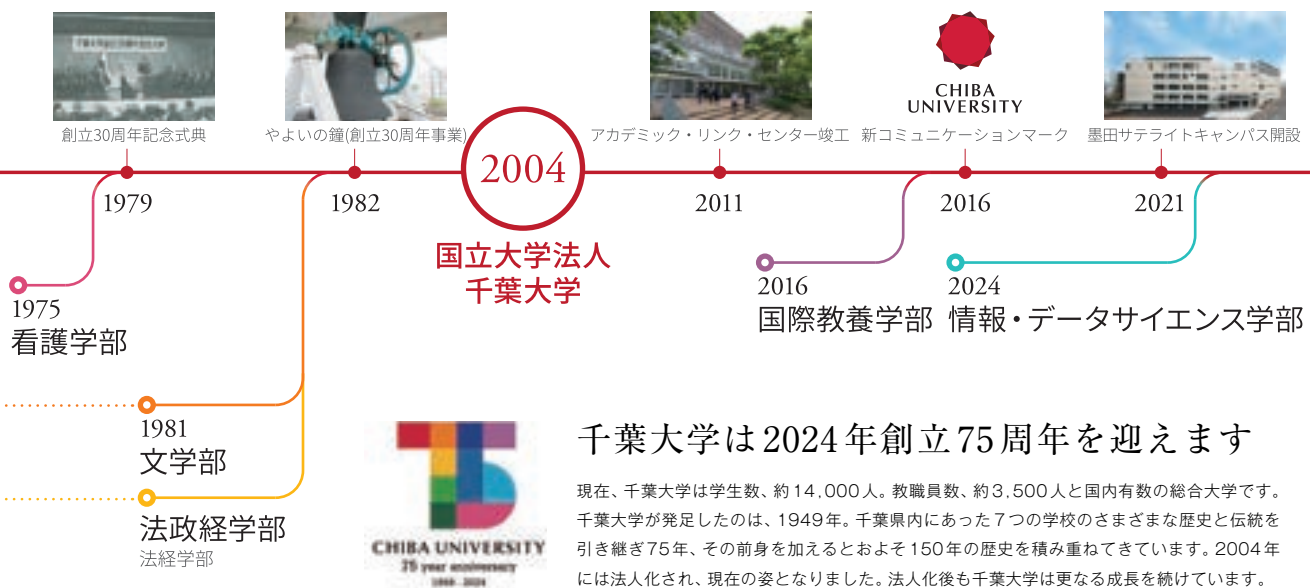 創立30周年記念式典
やよいの鐘(創立30周年事業)
アカデミック・リンク・センター竣工
CHIBA
UNIVERSITY
新コミュニケーションマーク
墨田サテライトキャンパス開設
1979
1982
2004
国立大学法人
千葉大学
2011
2016
2021
1975
看護学部
2016
国際教養学部
2024
情報・データサイエンス学部
1981
文学部
法政経学部
法経学部
CHIBA UNIVERSITY
75 year anniversary
1949 - 2024
千葉大学は2024年創立75周年を迎えます
現在、千葉大学は学生数、約14,000人。教職員数、約3,500人と国内有数の総合大学です。
千葉大学が発足したのは、1949年。千葉県内にあった7つの学校のさまざまな歴史と伝統を
引き継ぎ75年、その前身を加えるとおよそ150年の歴史を積み重ねてきています。2004年
には法人化され、現在の姿となりました。法人化後も千葉大学は更なる成長を続けています。